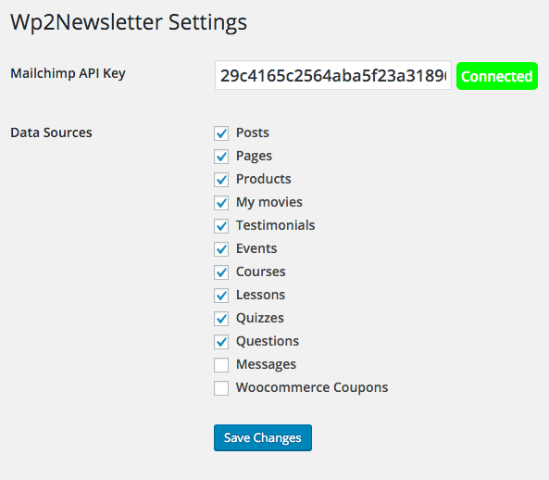 Wp2Newsletter Settings
Mailchimp API Key 29c4165c2564aba5f23a3189 Connected
Data Sources
Posts
Pages
Products
My movies
Testimonials
Events
Courses
Lessons
Quizzes
Questions
Messages
Woocommerce Coupons
Save Changes